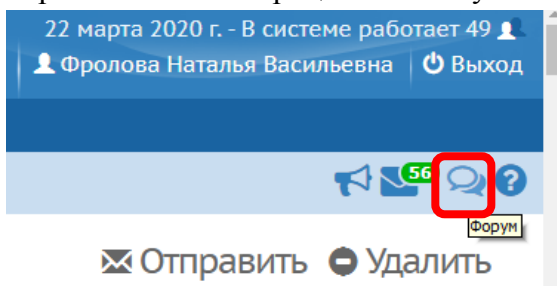 22 марта 2020 г. - В системе работает 49
Фролова Наталья Васильевна Выход
56
Форум
Отправить Удалить